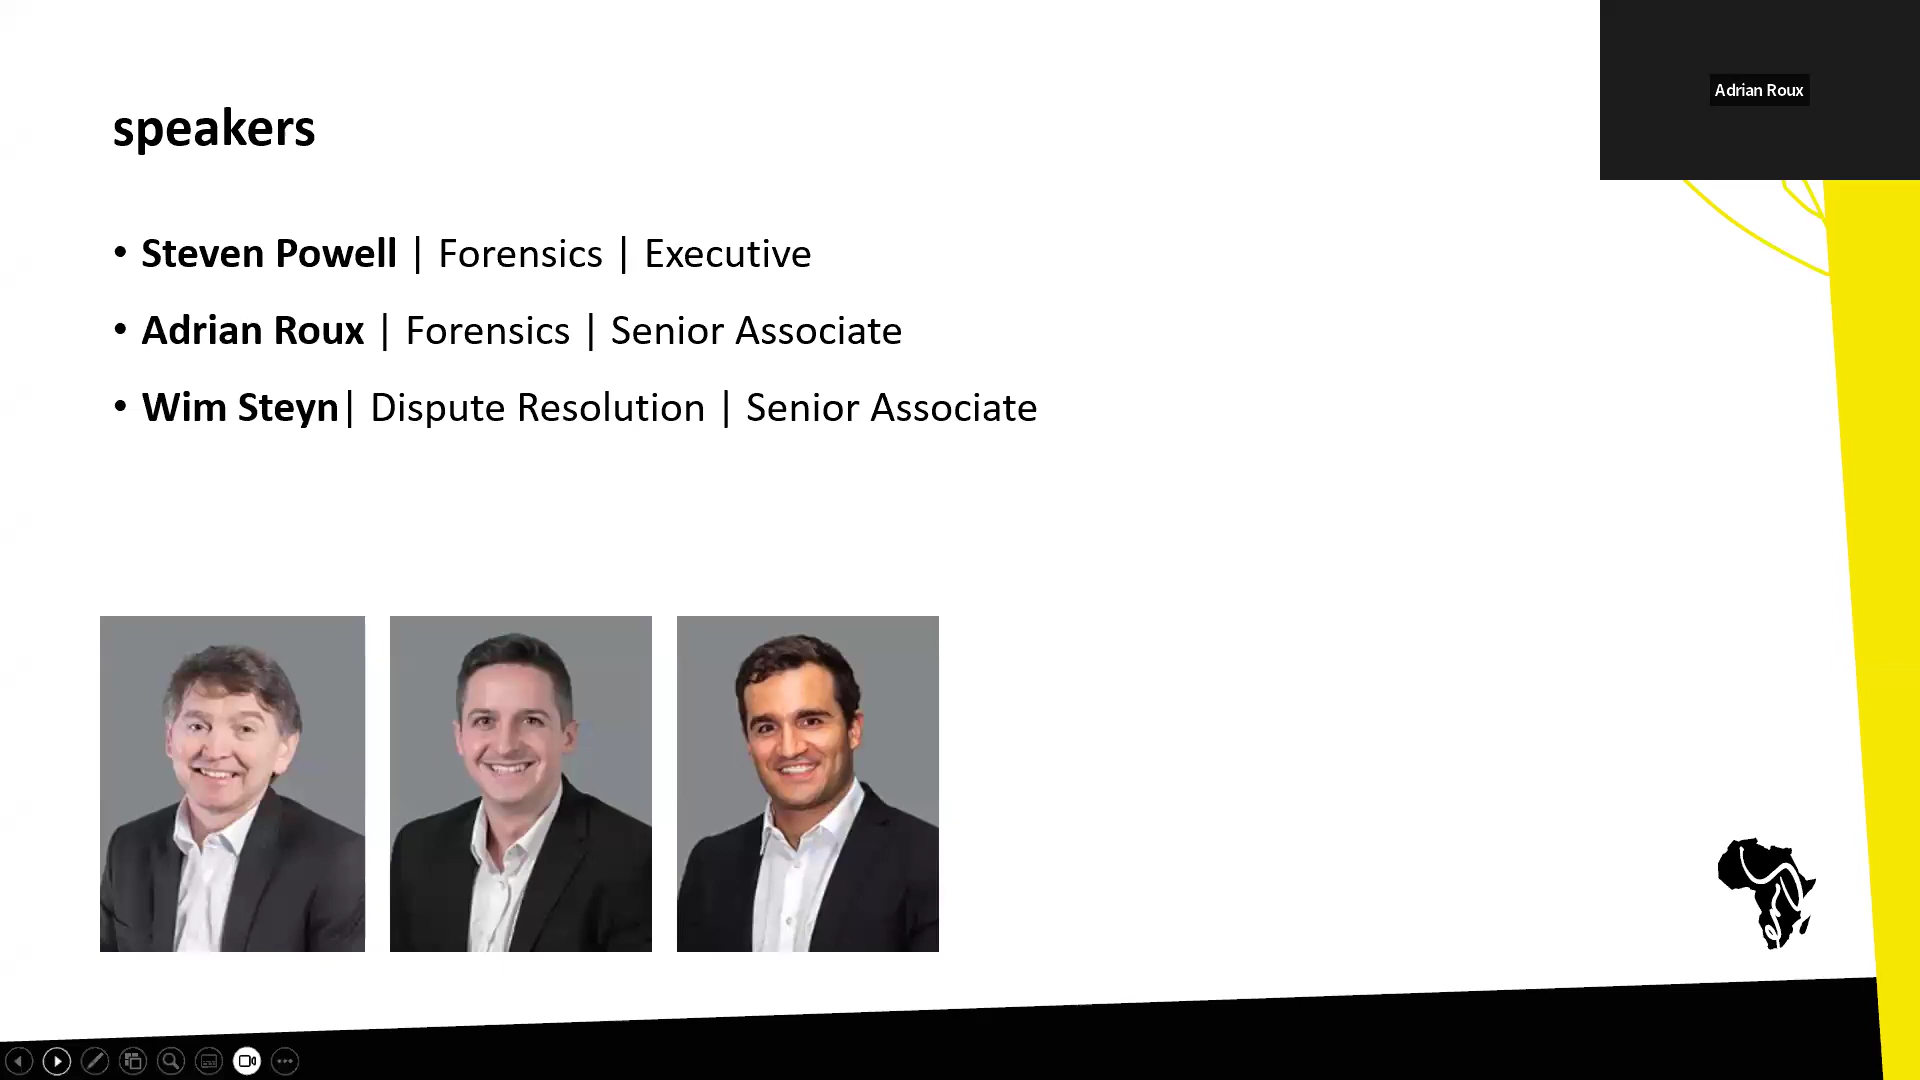 Adrian Roux
speakers
• Steven Powell | Forensics | Executive
• Adrian Roux | Forensics | Senior Associate
• Wim Steyn| Dispute Resolution | Senior Associate